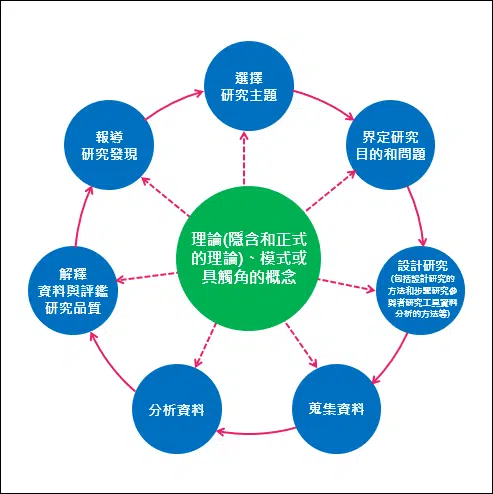 選擇
研究主題
界定研究
目的和問題
設計研究
(包括設計研究的
方法和步驟研究參
與者研究工具資料
分析的方法等)
蒐集資料
分析資料
解釋
資料與評鑑
研究品質
報導
研究發現
理論(隱含和正式
的理論)、模式或
具觸角的概念